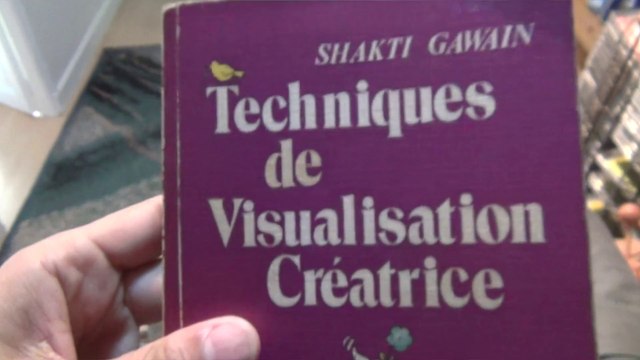 SHAKTI GAWAIN
Techniques
de
Visualisation
Créatrice